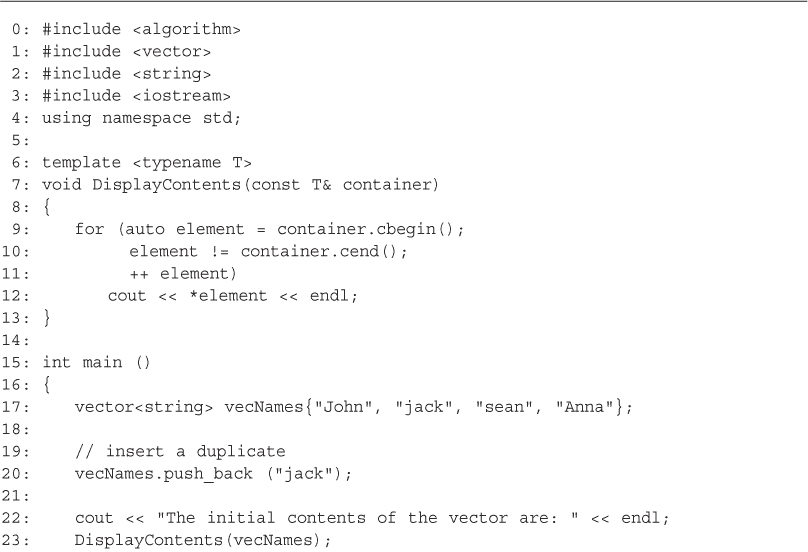 0: #include <algorithm>
1: #include <vector>
2: #include <string>
3: #include <iostream>
4: using namespace std;
5:
6: template <typename T>
7: void DisplayContents(const T& container)
8: {
9:    for (auto element = container.cbegin();
10:         element != container.cend();
11:         ++ element)
12:       cout << *element << endl;
13: }
14:
15: int main ()
16: {
17:    vector<string> vecNames{"John", "jack", "sean", "Anna"};
18:
19:    // insert a duplicate
20:    vecNames.push_back ("jack");
21:
22:    cout << "The initial contents of the vector are: " << endl;
23:    DisplayContents(vecNames);